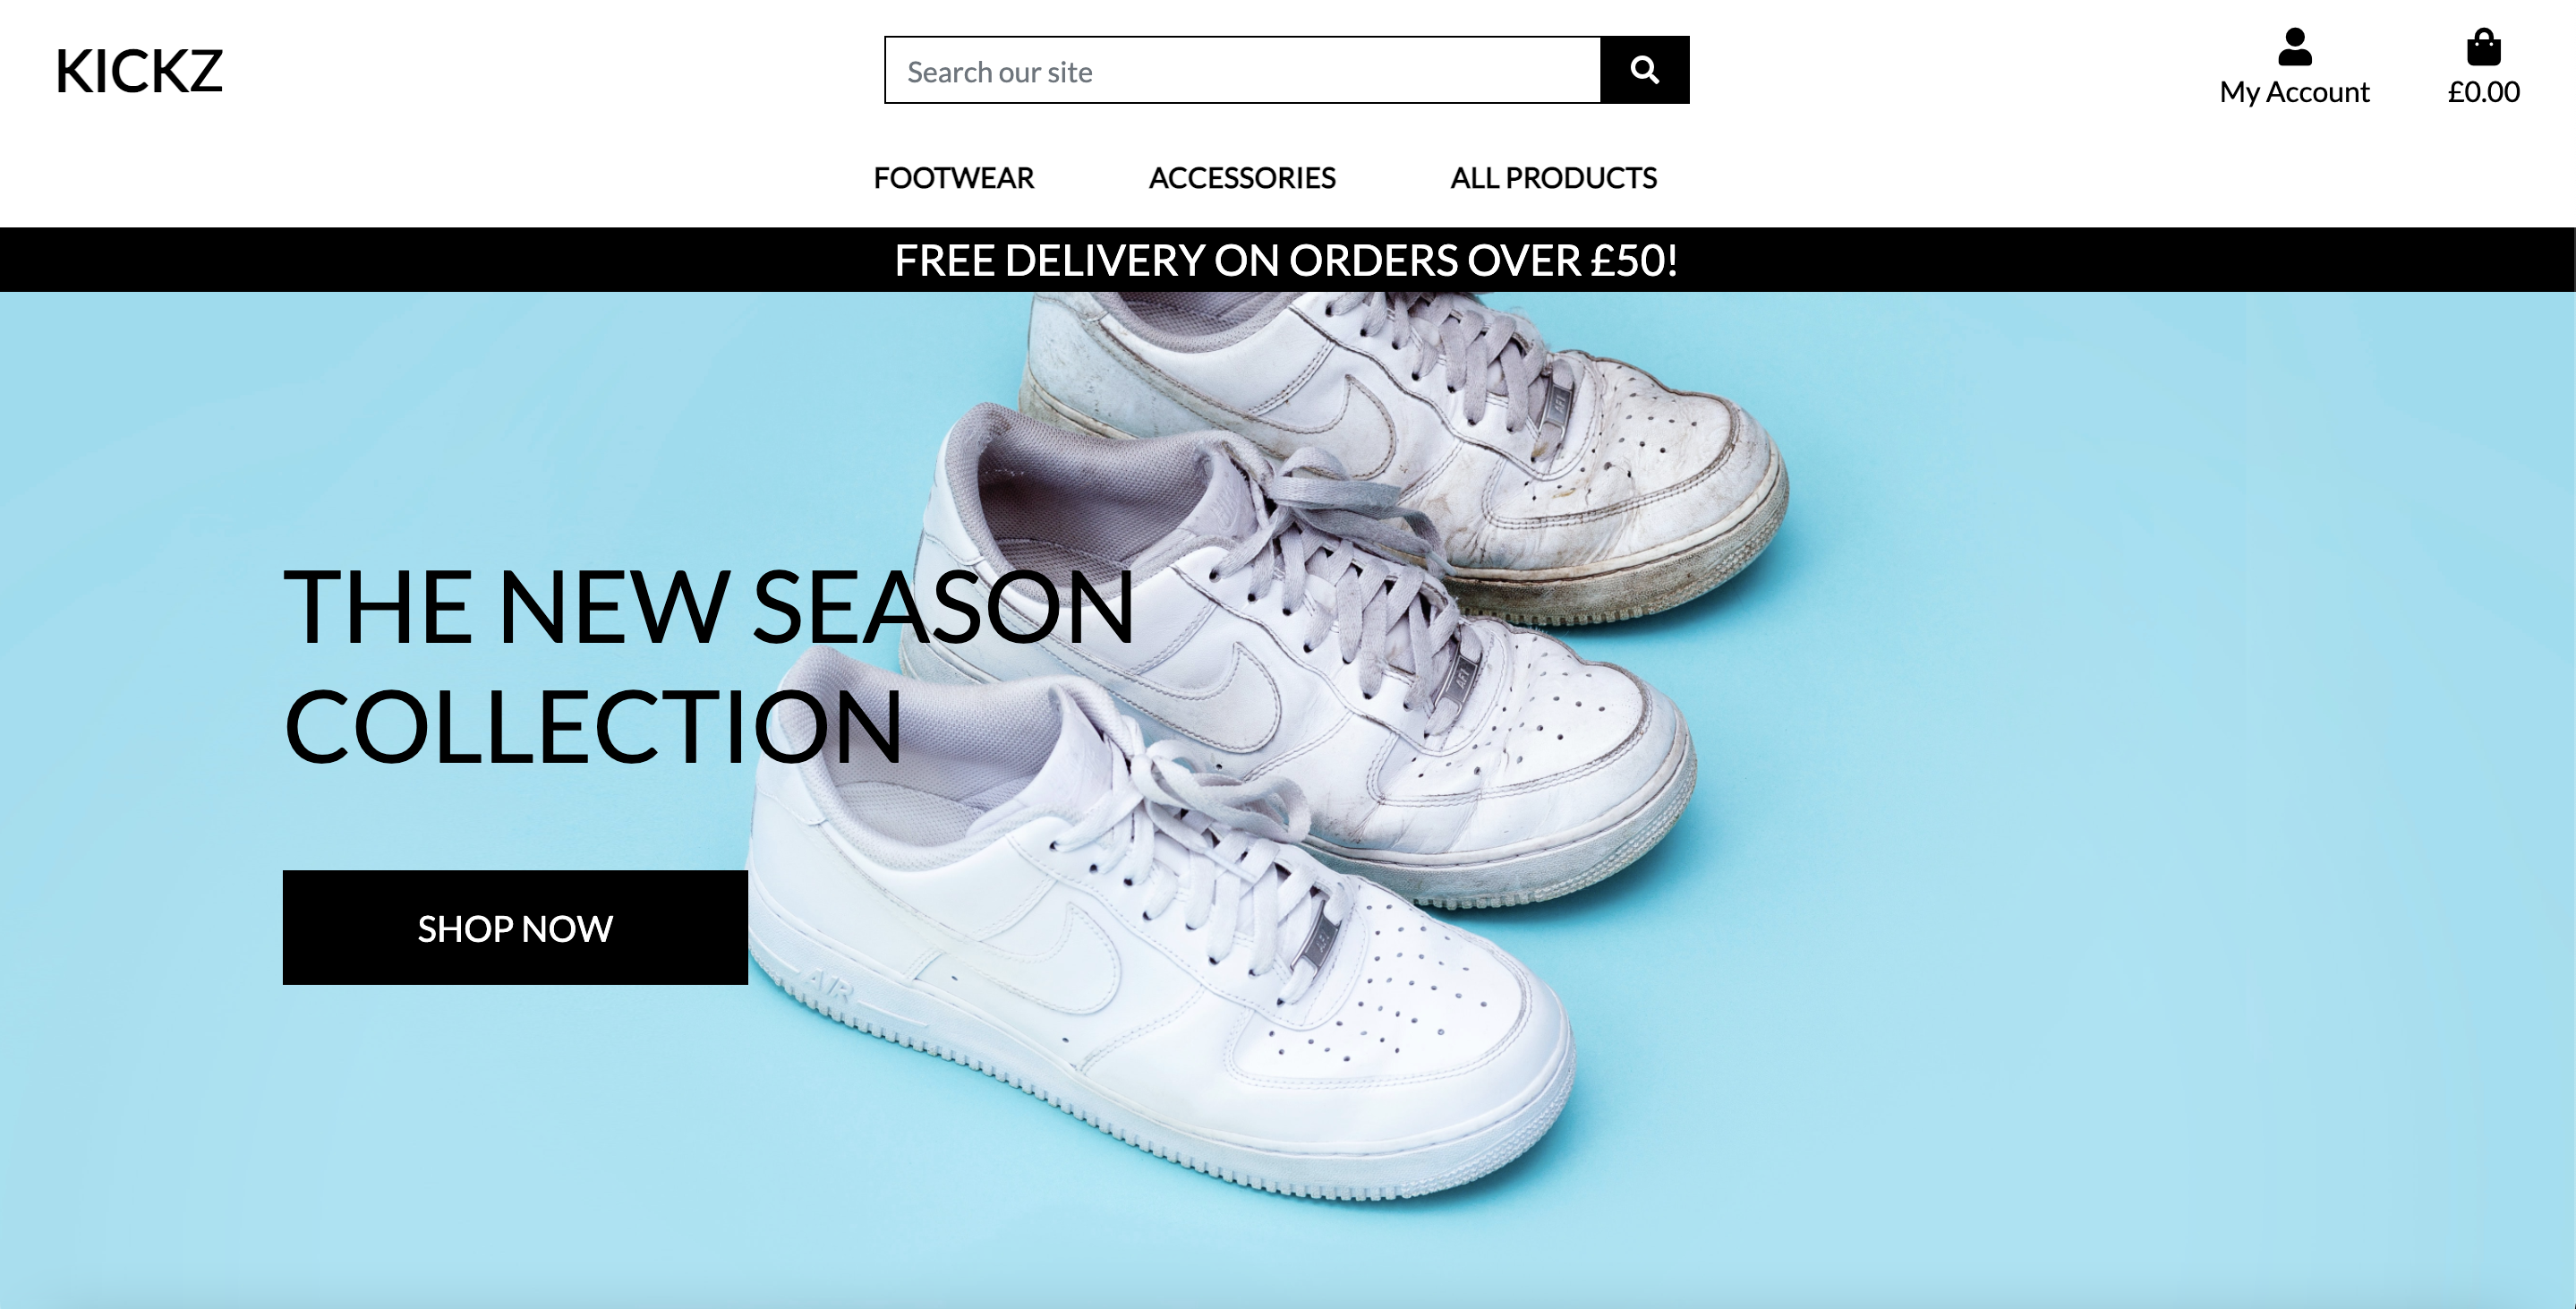 KICKZ
Search our site
My Account
£0.00
FOOTWEAR
ACCESSORIES
ALL PRODUCTS
FREE DELIVERY ON ORDERS OVER £50!
THE NEW SEASON
COLLECTION
SHOP NOW
AF1
AIR